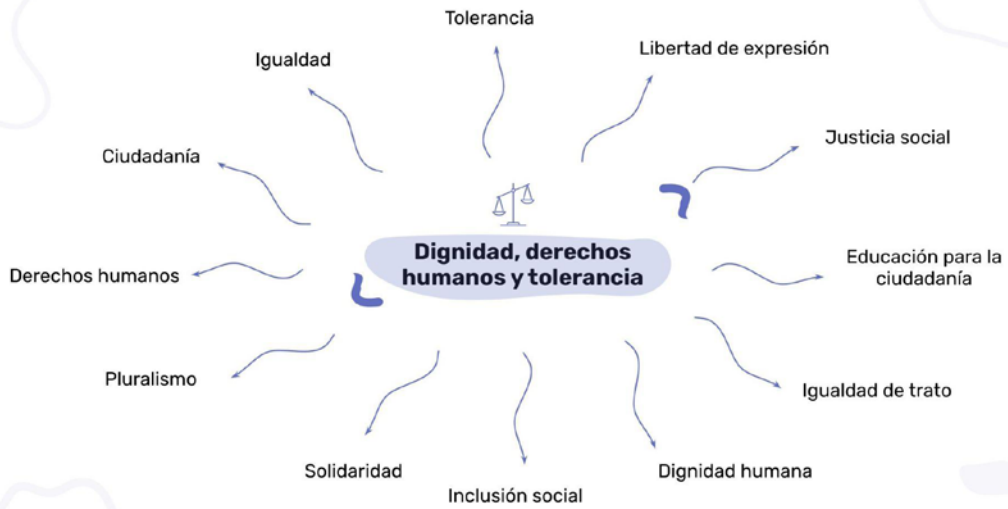 Tolerancia
Libertad de expresión
Igualdad
Justicia social
Ciudadanía
Dignidad, derechos
humanos y tolerancia
Educación para la
ciudadanía
Derechos humanos
Pluralismo
Igualdad de trato
Solidaridad
Dignidad humana
Inclusión social